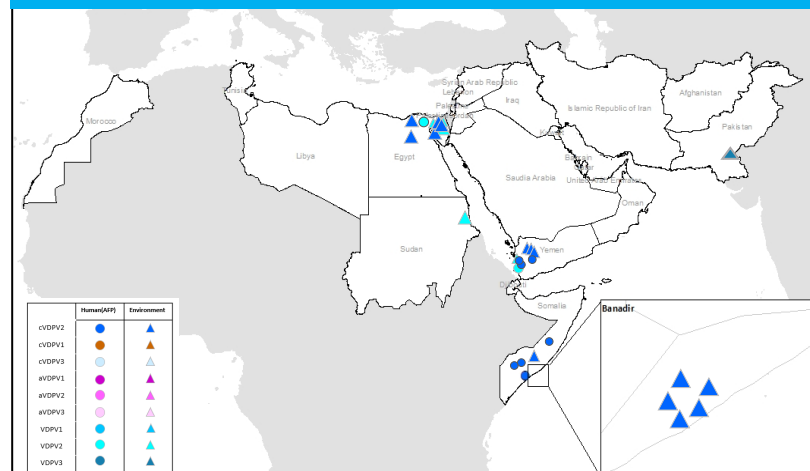 Morocco
Tunisia
Libya
Egypt
Sudan
Syrian Arab Republic
Lebanon
Iraq
Islamic Republic of Iran
Afghanistan
Pakistan
Saudi Arabia
United Arab Emirates
Oman
Yemen
Djibouti
Somalia
Banadir
Human(AFP) Environment
cVDPV2
cVDPV1
cVDPV3
aVDPV1
aVDPV2
aVDPV3
VDPV1
VDPV2
VDPV3